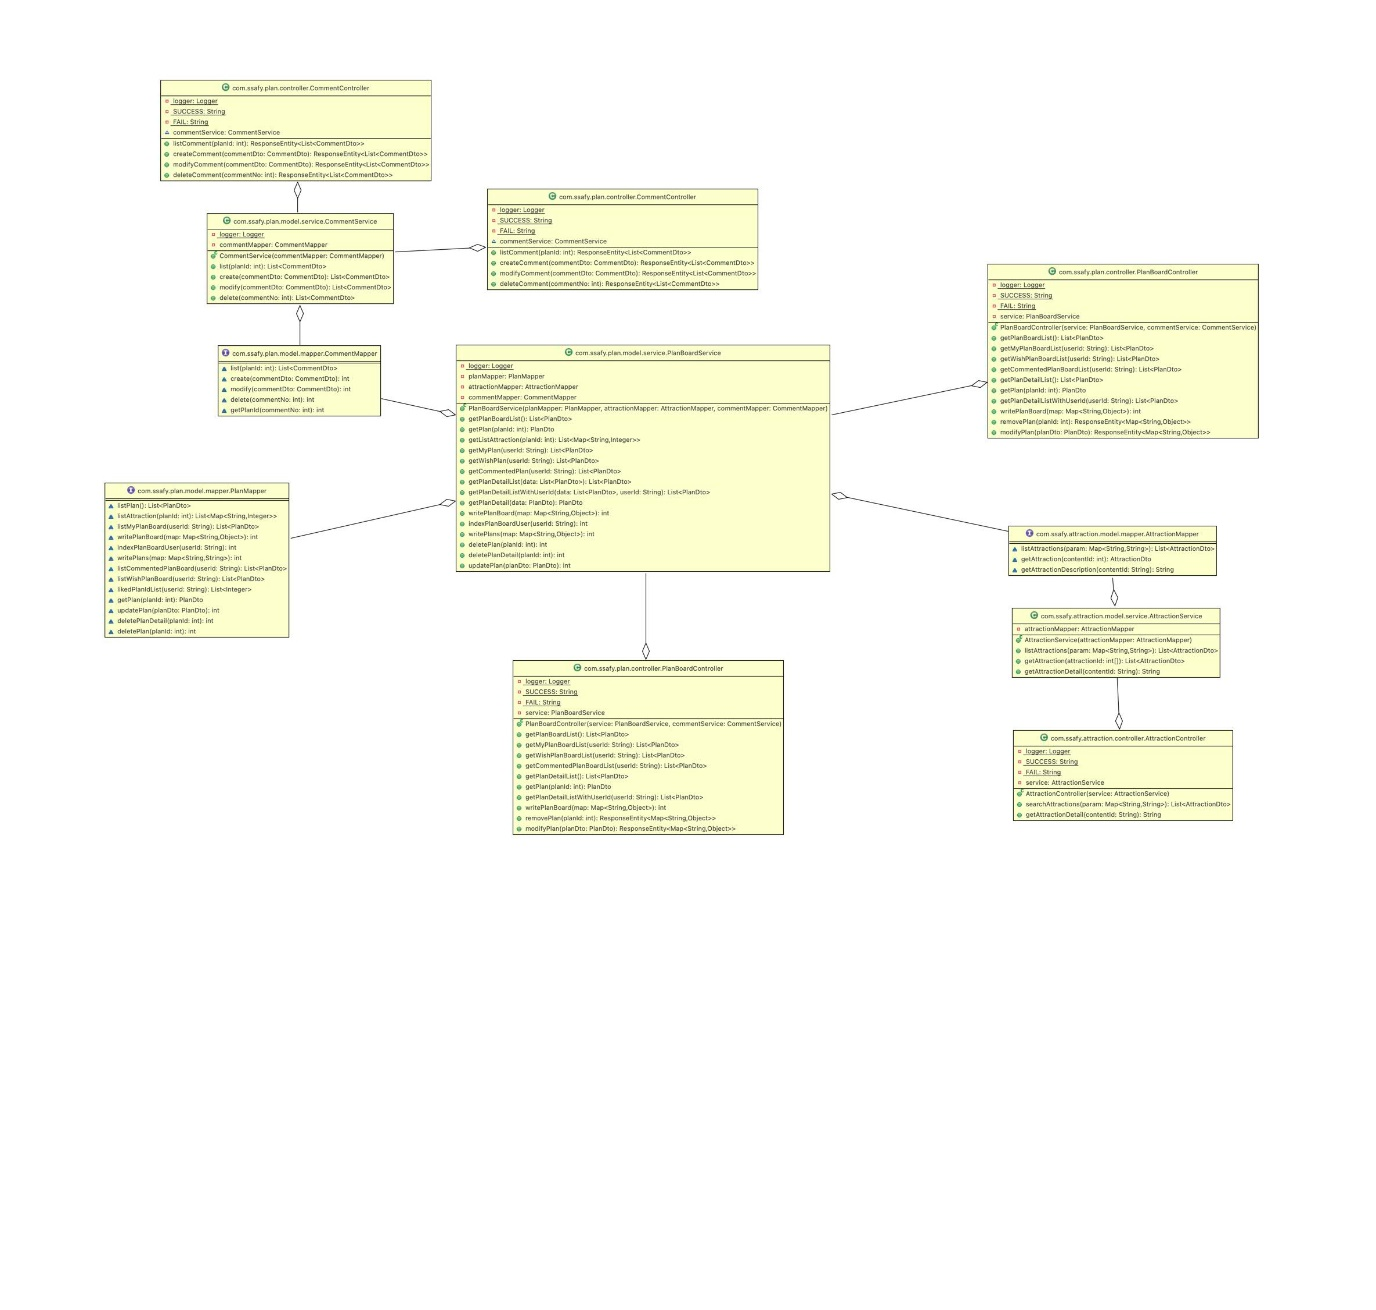 com.ssafy.plan.controller.CommentController
logger: Logger
SUCCESS: String
FAIL: String
commentService: CommentService
listComment(planId: int): ResponseEntity<List<CommentDto>>
createComment(commentDto: CommentDto): ResponseEntity<List<CommentDto>>
modifyComment(commentDto: CommentDto): ResponseEntity<List<CommentDto>>
deleteComment(commentNo: int): ResponseEntity<List<CommentDto>>
com.ssafy.plan.model.service.CommentService
logger: Logger
commentMapper: CommentMapper
CommentService(commentMapper: CommentMapper)
list(planId: int): List<CommentDto>
create(commentDto: CommentDto): List<CommentDto>
modify(commentDto: CommentDto): List<CommentDto>
delete(commentNo: int): List<CommentDto>
com.ssafy.plan.controller.CommentController
logger: Logger
SUCCESS: String
FAIL: String
commentService: CommentService
listComment(planId: int): ResponseEntity<List<CommentDto>>
createComment(commentDto: CommentDto): ResponseEntity<List<CommentDto>>
modifyComment(commentDto: CommentDto): ResponseEntity<List<CommentDto>>
deleteComment(commentNo: int): ResponseEntity<List<CommentDto>>
com.ssafy.plan.controller.PlanBoardController
logger: Logger
SUCCESS: String
FAIL: String
service: PlanBoardService
PlanBoardController(service: PlanBoardService, commentService: CommentService)
getPlanBoardList(): List<PlanDto>
getMyPlanBoardList(userId: String): List<PlanDto>
getWishPlanBoardList(userId: String): List<PlanDto>
getCommentedPlanBoardList(userId: String): List<PlanDto>
getPlanDetailList(): List<PlanDto>
getPlan(planId: int): PlanDto
getPlanDetailListWithUserId(userId: String): List<PlanDto>
writePlanBoard(map: Map<String,Object>): int
removePlan(planId: int): ResponseEntity<Map<String,Object>>
modifyPlan(planDto: PlanDto): ResponseEntity<Map<String,Object>>
com.ssafy.plan.model.mapper.CommentMapper
list(planId: int): List<CommentDto>
create(commentDto: CommentDto): int
modify(commentDto: CommentDto): int
delete(commentNo: int): int
getPlanId(commentNo: int): int
com.ssafy.plan.model.service.PlanBoardService
logger: Logger
planMapper: PlanMapper
attractionMapper: AttractionMapper
commentMapper: CommentMapper
PlanBoardService(planMapper: PlanMapper, attractionMapper: AttractionMapper, commentMapper: CommentMapper)
getPlanBoardList(): List<PlanDto>
getPlan(planId: int): PlanDto
getListAttraction(planId: int): List<Map<String,Integer>>
getMyPlan(userId: String): List<PlanDto>
getWishPlan(userId: String): List<PlanDto>
getCommentedPlan(userId: String): List<PlanDto>
getPlanDetailList(data: List<PlanDto>): List<PlanDto>
getPlanDetailListWithUserId(data: List<PlanDto>, userId: String): List<PlanDto>
getPlanDetail(data: PlanDto): PlanDto
writePlanBoard(map: Map<String,Object>): int
indexPlanBoardUser(userId: String): int
writePlans(map: Map<String,Object>): int
deletePlan(planId: int): int
deletePlanDetail(planId: int): int
updatePlan(planDto: PlanDto): int
com.ssafy.plan.model.mapper.PlanMapper
listPlan(): List<PlanDto>
listAttraction(planId: int): List<Map<String,Integer>>
listMyPlanBoard(userId: String): List<PlanDto>
writePlanBoard(map: Map<String,Object>): int
indexPlanBoardUser(userId: String): int
writePlans(map: Map<String,String>): int
listCommentedPlanBoard(userId: String): List<PlanDto>
listWishPlanBoard(userId: String): List<PlanDto>
likedPlanIdList(userId: String): List<Integer>
getPlan(planId: int): PlanDto
updatePlan(planDto: PlanDto): int
deletePlanDetail(planId: int): int
deletePlan(planId: int): int
com.ssafy.attraction.model.mapper.AttractionMapper
listAttractions(param: Map<String,String>): List<AttractionDto>
getAttraction(contentId: int): AttractionDto
getAttractionDescription(contentId: String): String
com.ssafy.attraction.model.service.AttractionService
attractionMapper: AttractionMapper
AttractionService(attractionMapper: AttractionMapper)
listAttractions(param: Map<String,String>): List<AttractionDto>
getAttraction(attractionId: int[]): List<AttractionDto>
getAttractionDetail(contentId: String): String
com.ssafy.plan.controller.PlanBoardController
logger: Logger
SUCCESS: String
FAIL: String
service: PlanBoardService
PlanBoardController(service: PlanBoardService, commentService: CommentService)
getPlanBoardList(): List<PlanDto>
getMyPlanBoardList(userId: String): List<PlanDto>
getWishPlanBoardList(userId: String): List<PlanDto>
getCommentedPlanBoardList(userId: String): List<PlanDto>
getPlanDetailList(): List<PlanDto>
getPlan(planId: int): PlanDto
getPlanDetailListWithUserId(userId: String): List<PlanDto>
writePlanBoard(map: Map<String,Object>): int
removePlan(planId: int): ResponseEntity<Map<String,Object>>
modifyPlan(planDto: PlanDto): ResponseEntity<Map<String,Object>>
com.ssafy.attraction.controller.AttractionController
logger: Logger
SUCCESS: String
FAIL: String
service: AttractionService
AttractionController(service: AttractionService)
searchAttractions(param: Map<String,String>): List<AttractionDto>
getAttractionDetail(contentId: String): String